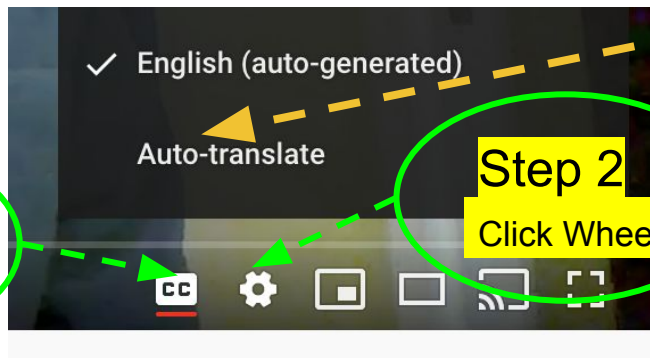 English (auto-generated)
Auto-translate
Step 2
Click Whee
CC